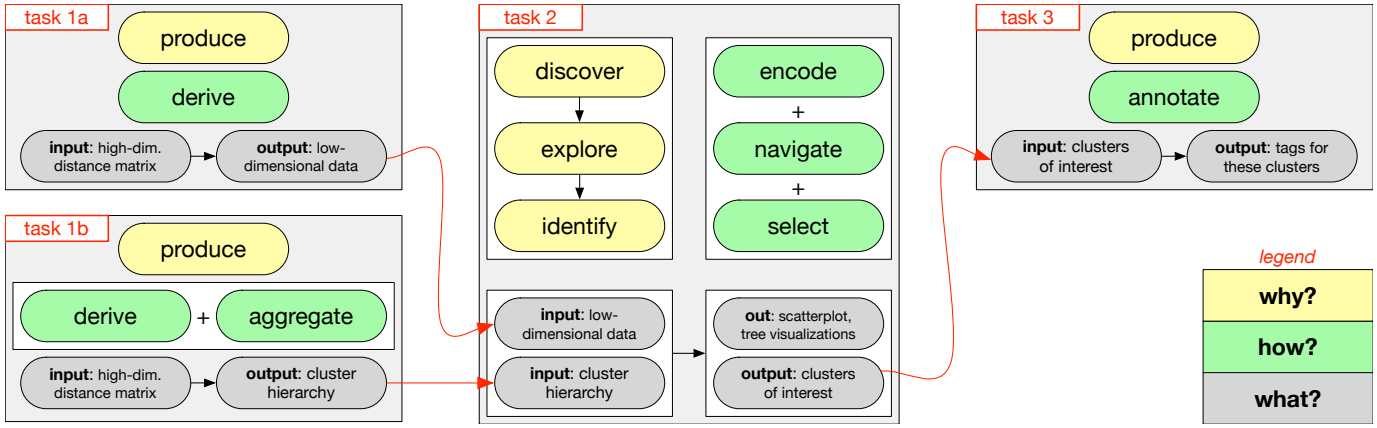 task 1a
produce
derive
input: high-dim.
distance matrix
output: low-
dimensional data
task 1b
produce
derive
+
aggregate
input: high-dim.
distance matrix
output: cluster
hierarchy
task 2
discover
explore
identify
encode
+
navigate
+
select
input: low-
dimensional data
input: cluster
hierarchy
out: scatterplot,
tree visualizations
output: clusters
of interest
task 3
produce
annotate
input: clusters
of interest
output: tags for
these clusters
legend
why?
how?
what?